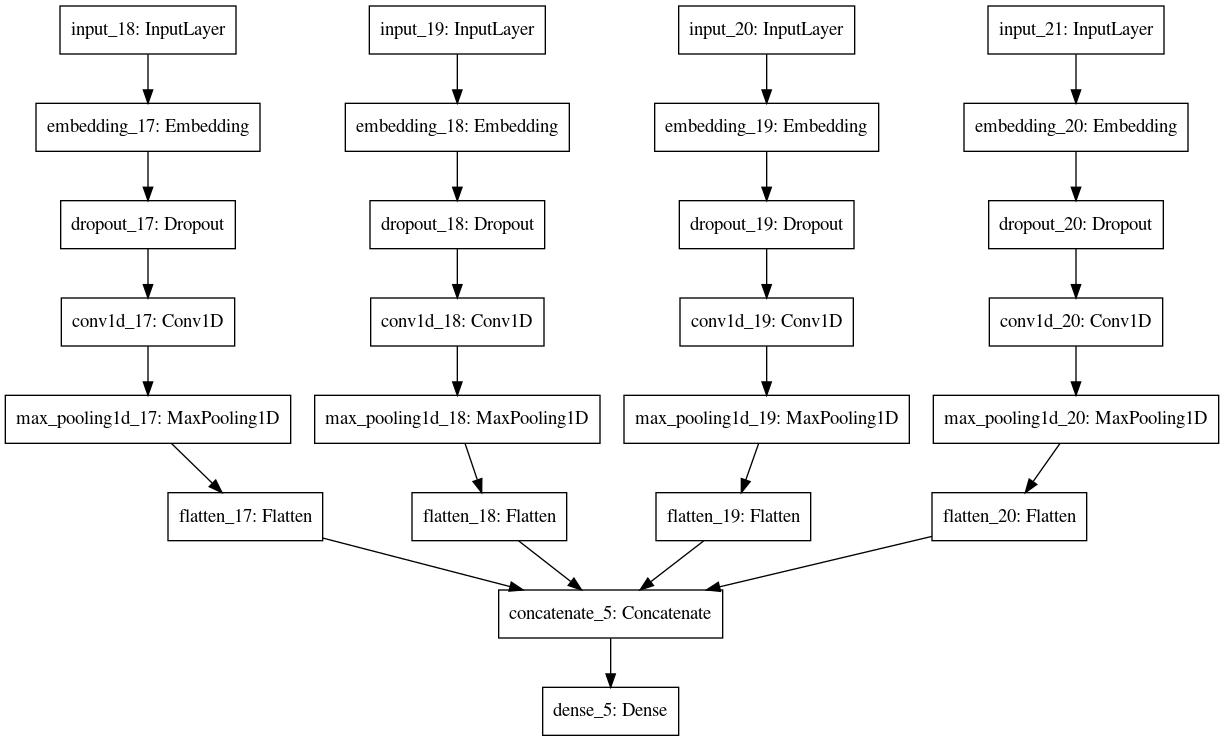 input_18: InputLayer
input_19: InputLayer
input_20: InputLayer
input_21: InputLayer
embedding_17: Embedding
embedding_18: Embedding
embedding_19: Embedding
embedding_20: Embedding
dropout_17: Dropout
dropout_18: Dropout
dropout_19: Dropout
dropout_20: Dropout
conv1d_17: Conv1D
conv1d_18: Conv1D
conv1d_19: Conv1D
conv1d_20: Conv1D
max_pooling1d_17: MaxPooling1D
max_pooling1d_18: MaxPooling1D
max_pooling1d_19: MaxPooling1D
max_pooling1d_20: MaxPooling1D
flatten_17: Flatten
flatten_18: Flatten
flatten_19: Flatten
flatten_20: Flatten
concatenate_5: Concatenate
dense_5: Dense